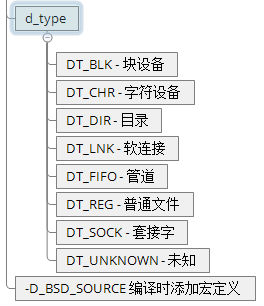 d_type
DT_BLK - 块设备
DT_CHR - 字符设备
DT_DIR - 目录
DT_LNK - 软连接
DT_FIFO - 管道
DT_REG - 普通文件
DT_SOCK - 套接字
DT_UNKNOWN - 未知
-D_BSD_SOURCE 编译时添加宏定义